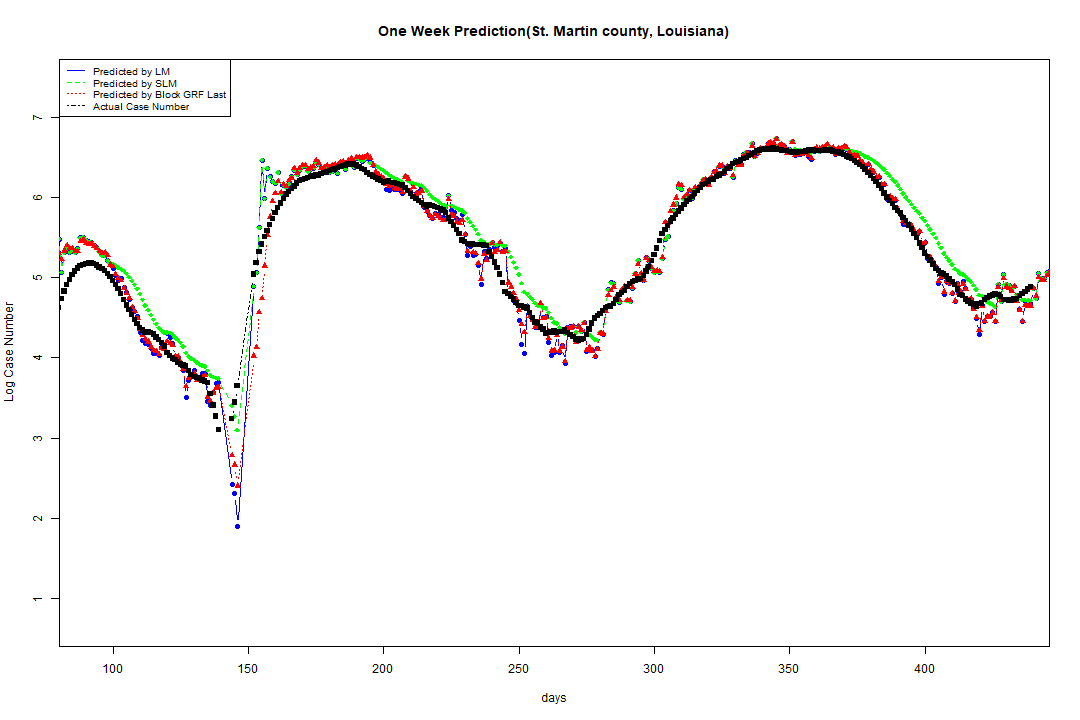 One Week Prediction(St. Martin county, Louisiana)
Predicted by LM
Predicted by SLM
Predicted by Block GRF Last
Actual Case Number
7
6
5
4
3
2
1
Log Case Number
100 150 200 250 300 350 400
days